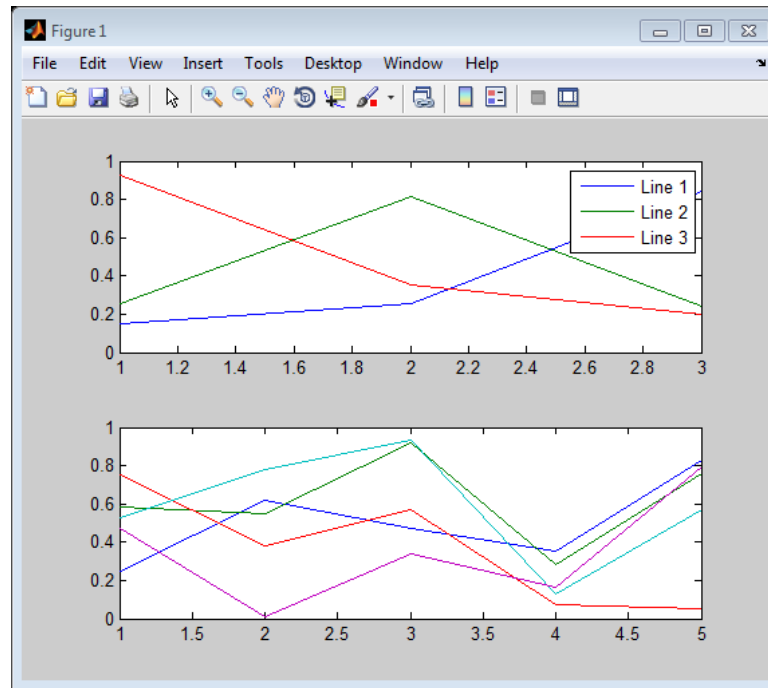 Figure 1
File Edit View Insert Tools Desktop Window Help
1
0.8
0.6
0.4
0.2
0
1 1.2 1.4 1.6 1.8 2 2.2 2.4 2.6 2.8 3
Line 1
Line 2
Line 3
1
0.8
0.6
0.4
0.2
0
1 1.5 2 2.5 3 3.5 4 4.5 5